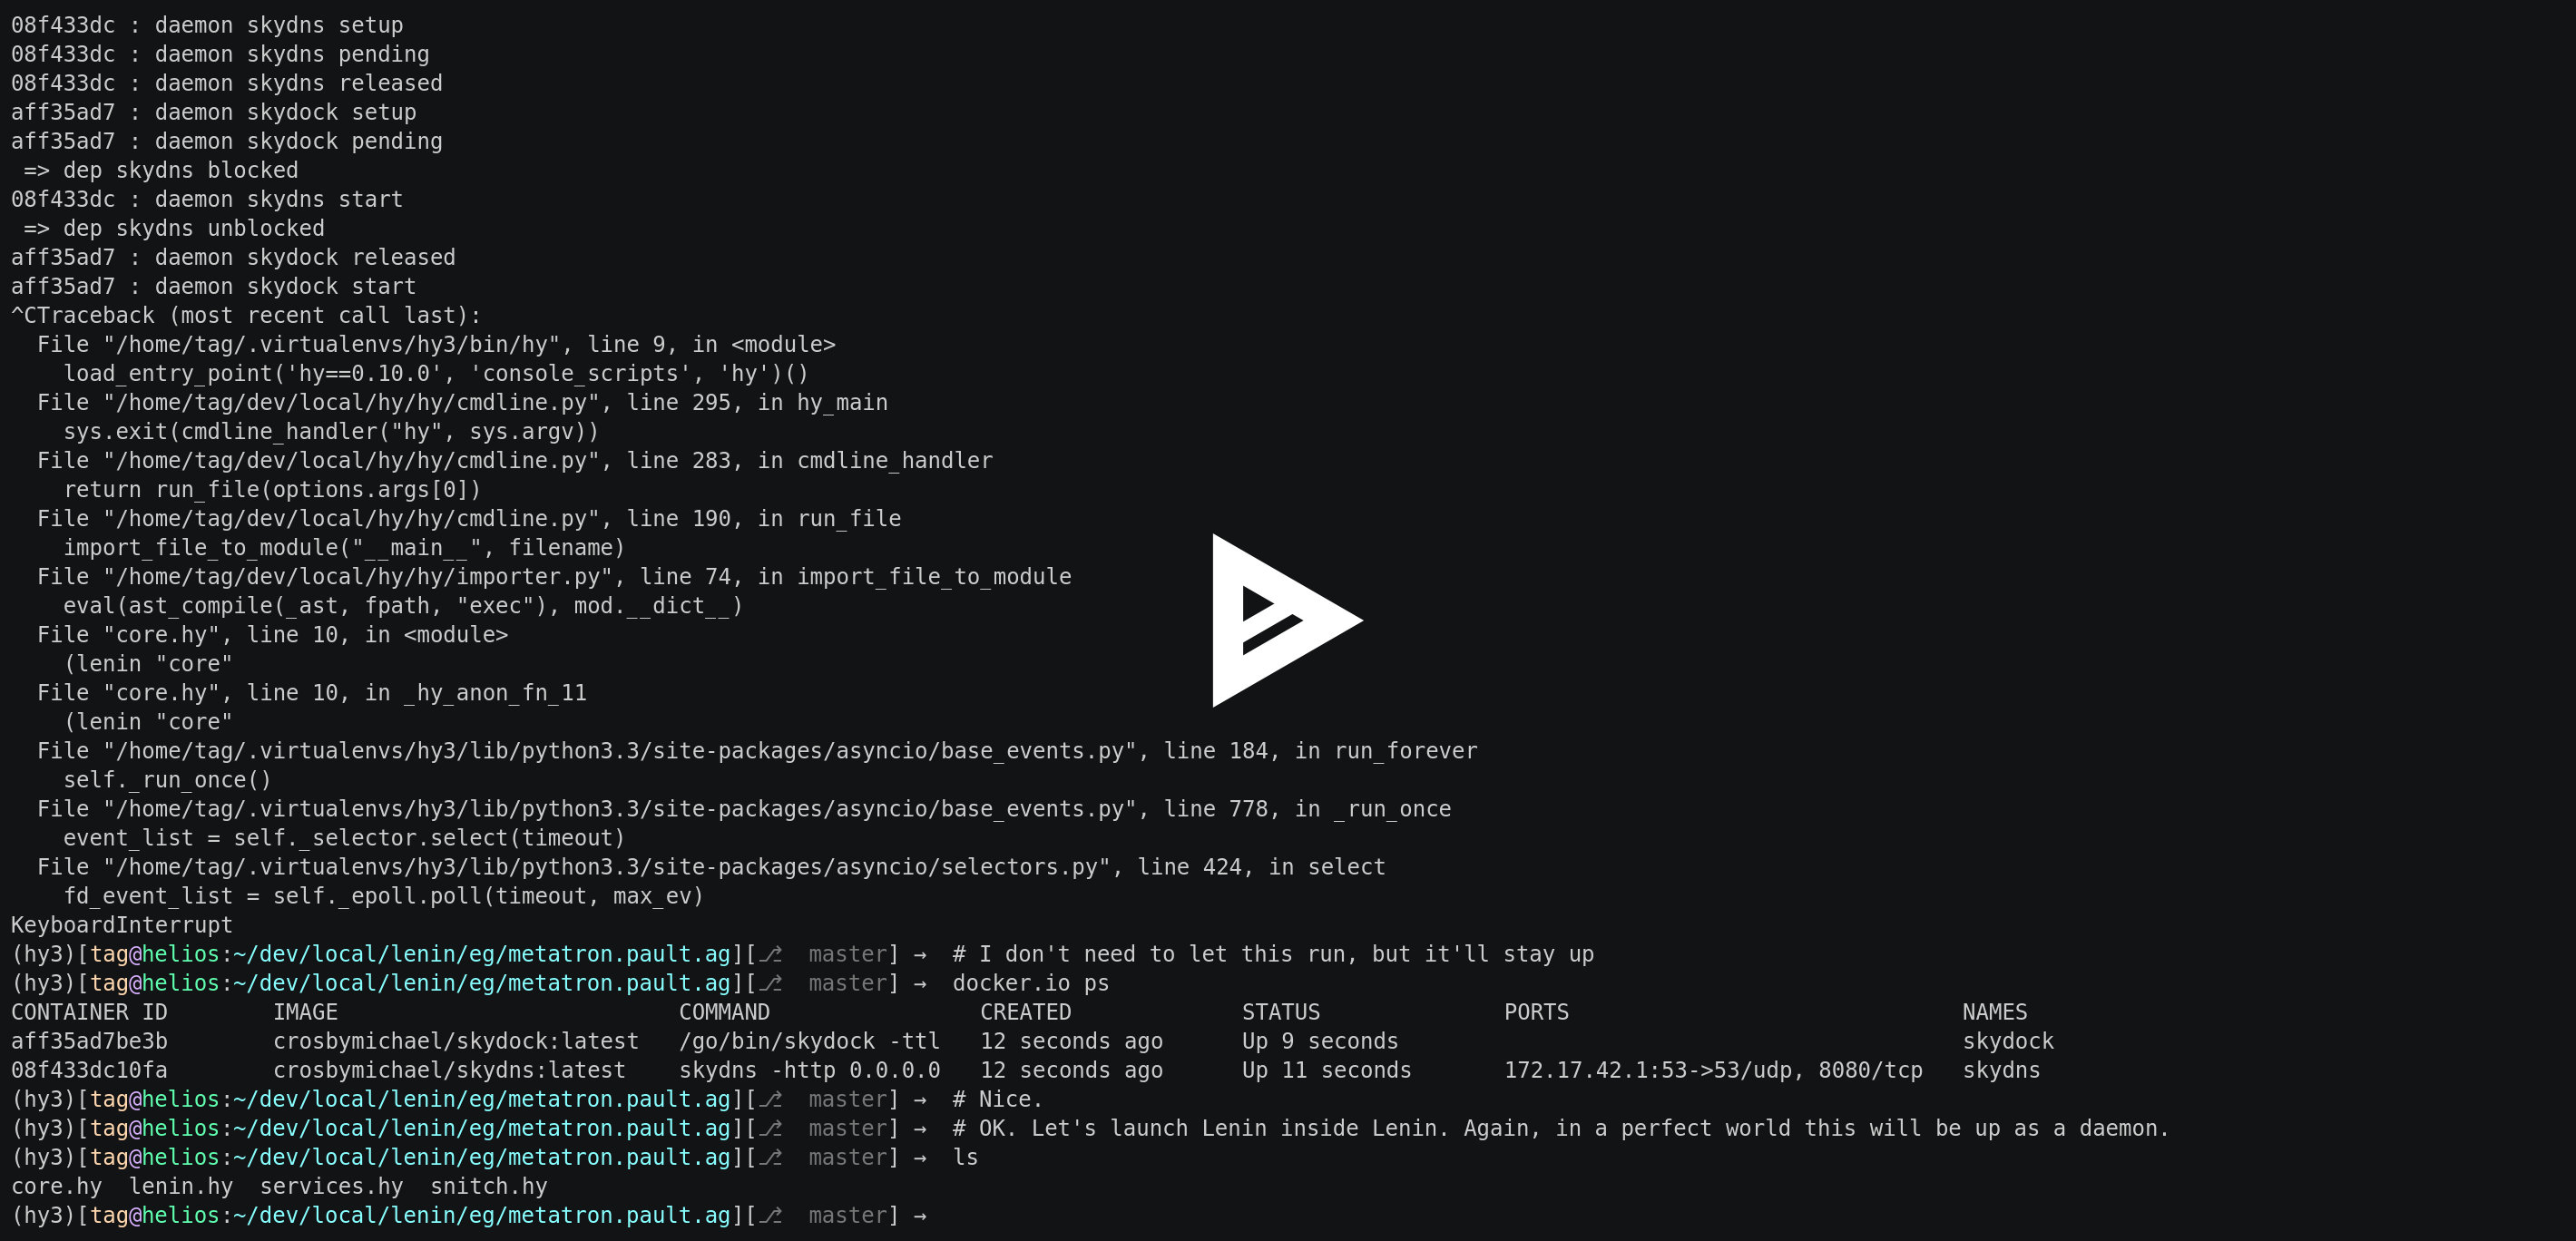 08f433dc : daemon skydns setup
08f433dc : daemon skydns pending
08f433dc : daemon skydns released
aff35ad7 : daemon skydock setup
aff35ad7 : daemon skydock pending
 => dep skydns blocked
08f433dc : daemon skydns start
 => dep skydns unblocked
aff35ad7 : daemon skydock released
aff35ad7 : daemon skydock start
^CTraceback (most recent call last):
  File "/home/tag/.virtualenvs/hy3/bin/hy", line 9, in <module>
    load_entry_point('hy==0.10.0', 'console_scripts', 'hy')()
  File "/home/tag/dev/local/hy/hy/cmdline.py", line 295, in hy_main
    sys.exit(cmdline_handler("hy", sys.argv))
  File "/home/tag/dev/local/hy/hy/cmdline.py", line 283, in cmdline_handler
    return run_file(options.args[0])
  File "/home/tag/dev/local/hy/hy/cmdline.py", line 190, in run_file
    import_file_to_module("__main__", filename)
  File "/home/tag/dev/local/hy/hy/importer.py", line 74, in import_file_to_module
    eval(ast_compile(_ast, fpath, "exec"), mod.__dict__)
  File "core.hy", line 10, in <module>
    (lenin "core"
  File "core.hy", line 10, in _hy_anon_fn_11
    (lenin "core"
  File "/home/tag/.virtualenvs/hy3/lib/python3.3/site-packages/asyncio/base_events.py", line 184, in run_forever
    self._run_once()
  File "/home/tag/.virtualenvs/hy3/lib/python3.3/site-packages/asyncio/base_events.py", line 778, in _run_once
    event_list = self._selector.select(timeout)
  File "/home/tag/.virtualenvs/hy3/lib/python3.3/site-packages/asyncio/selectors.py", line 424, in select
    fd_event_list = self._epoll.poll(timeout, max_ev)
KeyboardInterrupt
(hy3)[tag@helios:~/dev/local/lenin/eg/metatron.pault.ag][⎇  master] →  # I don't need to let this run, but it'll stay up
(hy3)[tag@helios:~/dev/local/lenin/eg/metatron.pault.ag][⎇  master] →  docker.io ps
CONTAINER ID        IMAGE                          COMMAND                CREATED             STATUS              PORTS                              NAMES
aff35ad7be3b        crosbymichael/skydock:latest   /go/bin/skydock -ttl   12 seconds ago      Up 9 seconds                                           skydock
08f433dc10fa        crosbymichael/skydns:latest    skydns -http 0.0.0.0   12 seconds ago      Up 11 seconds       172.17.42.1:53->53/udp, 8080/tcp   skydns
(hy3)[tag@helios:~/dev/local/lenin/eg/metatron.pault.ag][⎇  master] →  # Nice.
(hy3)[tag@helios:~/dev/local/lenin/eg/metatron.pault.ag][⎇  master] →  # OK. Let's launch Lenin inside Lenin. Again, in a perfect world this will be up as a daemon.
(hy3)[tag@helios:~/dev/local/lenin/eg/metatron.pault.ag][⎇  master] →  ls
core.hy  lenin.hy  services.hy  snitch.hy
(hy3)[tag@helios:~/dev/local/lenin/eg/metatron.pault.ag][⎇  master] →